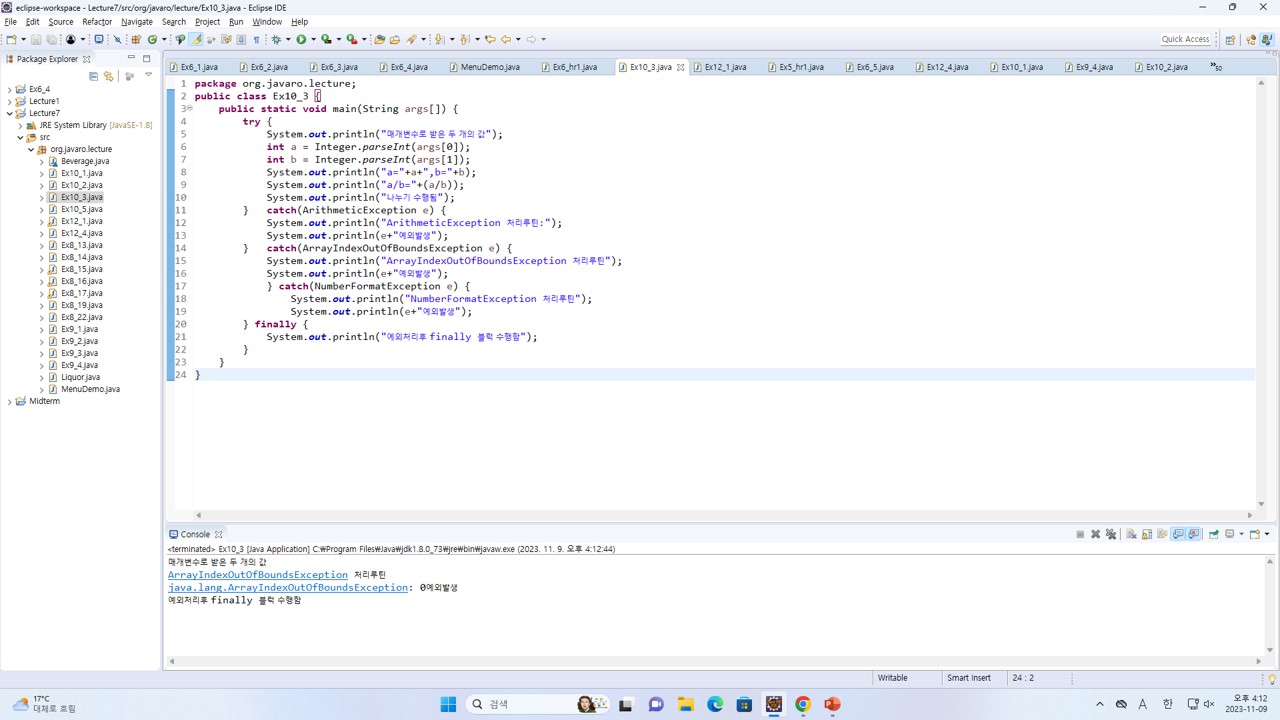 eclipse-workspace - Lecture7/src/org/javaro/lecture/Ex10_3.java - Eclipse IDE
File Edit Source Refactor Navigate Search Project Run Window Help
Quick Access
Package Explorer
Ex6_4
Lecture1
Lecture7
JRE System Library [JavaSE-1.8]
src
org.javaro.lecture
Beverage.java
Ex10_1.java
Ex10_2.java
Ex10_3.java
Ex10_5.java
Ex12_1.java
Ex12_4.java
Ex8_13.java
Ex8_14.java
Ex8_15.java
Ex8_16.java
Ex8_17.java
Ex8_19.java
Ex8_22.java
Ex9_1.java
Ex9_2.java
Ex9_3.java
Ex9_4.java
Liquor.java
MenuDemo.java
Midterm
Ex6_1.java Ex6_2.java Ex6_3.java Ex6_4.java MenuDemo.java Ex6_hr1.java Ex10_3.java Ex12_1.java Ex5_hr1.java Ex6_5.java Ex12_4.java Ex10_1.java Ex9_4.java Ex10_2.java »50
1 package org.javaro.lecture;
2 public class Ex10_3 {
3 public static void main(String args[]) {
4 try {
5 System.out.println("매개변수로 받은 두 개의 값");
6 int a = Integer.parseInt(args[0]);
7 int b = Integer.parseInt(args[1]);
8 System.out.println("a="+a+",b="+b);
9 System.out.println("a/b="+(a/b));
10 System.out.println("나누기 수행됨");
11 } catch(ArithmeticException e) {
12 System.out.println("ArithmeticException 처리루틴:");
13 System.out.println(e+"예외발생");
14 } catch(ArrayIndexOutOfBoundsException e) {
15 System.out.println("ArrayIndexOutOfBoundsException 처리루틴");
16 System.out.println(e+"예외발생");
17 } catch(NumberFormatException e) {
18 System.out.println("NumberFormatException 처리루틴");
19 System.out.println(e+"예외발생");
20 } finally {
21 System.out.println("예외처리후 finally 블럭 수행함");
22 }
23 }
24 }
Console
<terminated> Ex10_3 [Java Application] C:₩Program Files₩Java₩jdk1.8.0_73₩jre₩bin₩javaw.exe (2023. 11. 9. 오후 4:12:44)
매개변수로 받은 두 개의 값
ArrayIndexOutOfBoundsException 처리루틴
java.lang.ArrayIndexOutOfBoundsException: 0예외발생
예외처리후 finally 블럭 수행함
Writable Smart Insert 24 : 2
17°C
대체로 흐림
검색
A 한
오후 4:12
2023-11-09